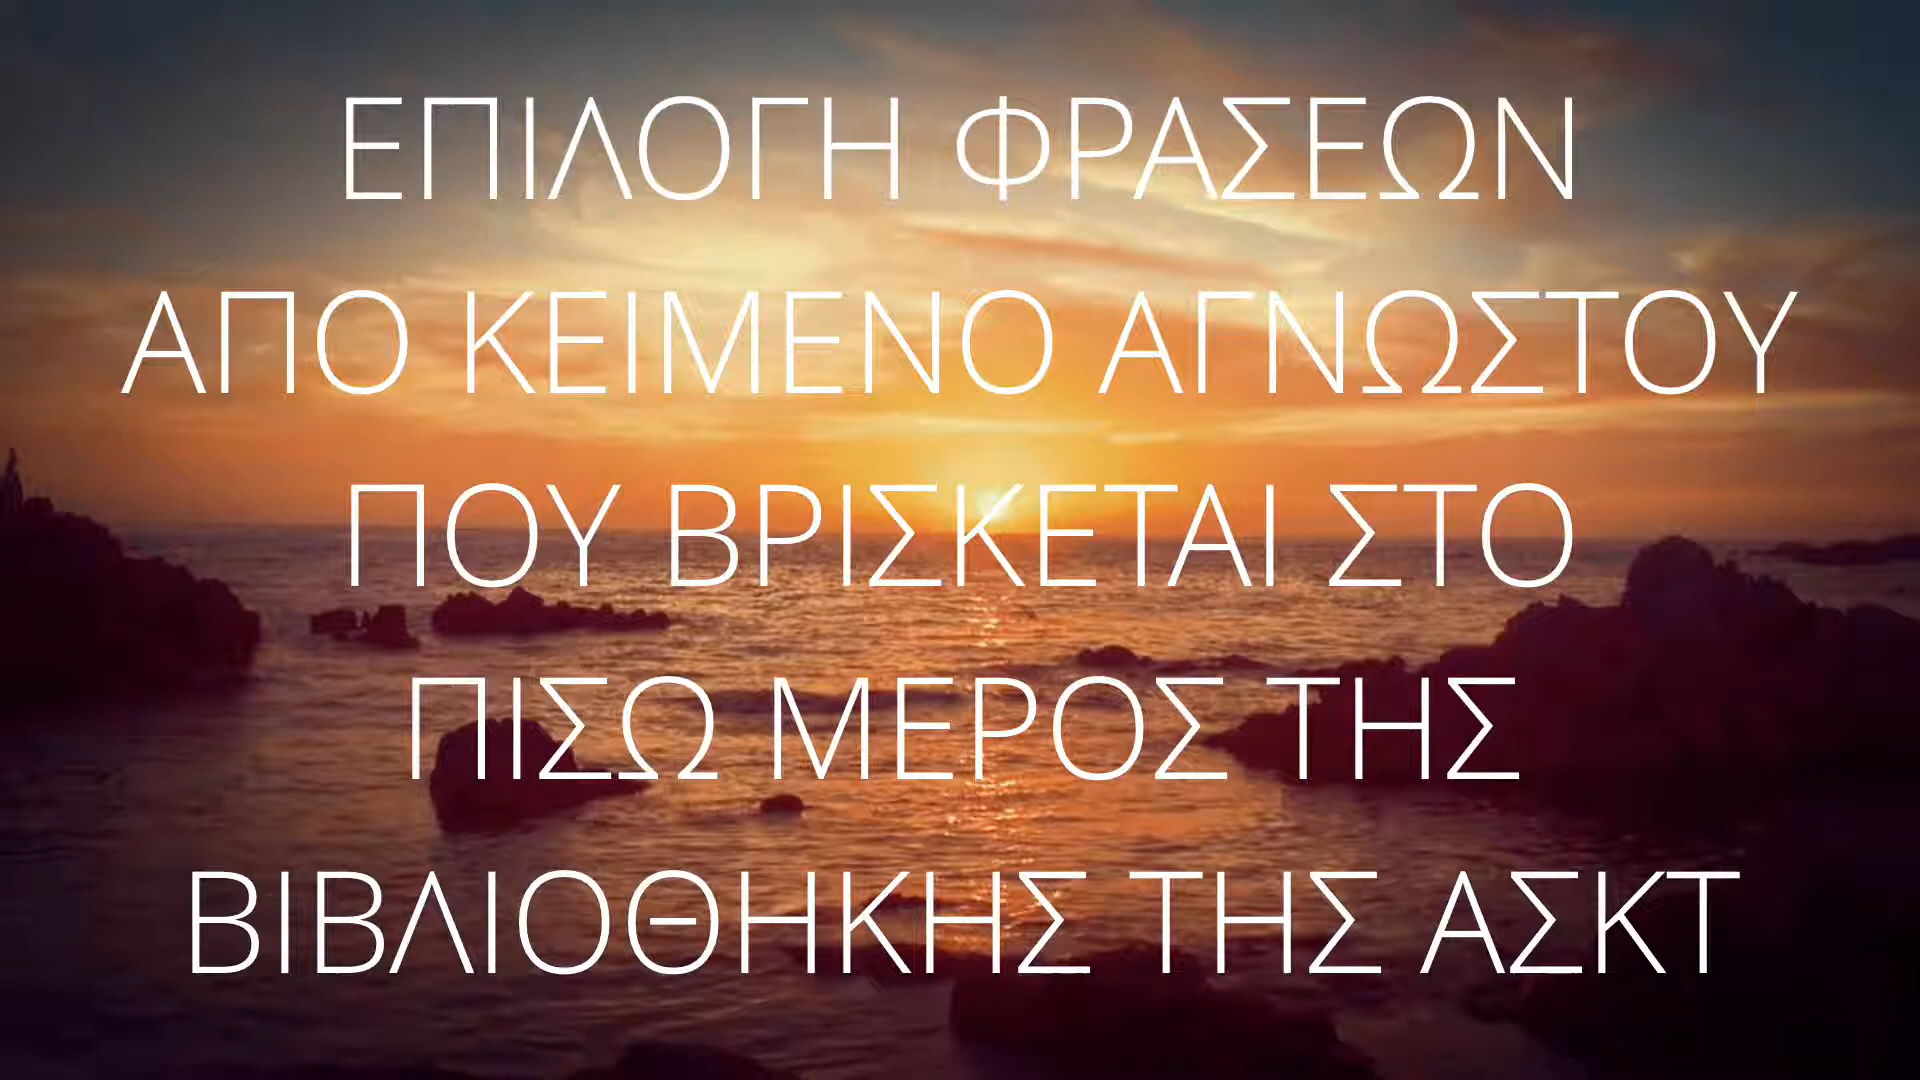 ΕΠΙΛΟΓΗ ΦΡΑΣΕΩΝ
ΑΠΟ ΚΕΙΜΕΝΟ ΑΓΝΩΣΤΟΥ
ΠΟΥ ΒΡΙΣΚΕΤΑΙ ΣΤΟ
ΠΙΣΩ ΜΕΡΟΣ ΤΗΣ
ΒΙΒΛΙΟΘΗΚΗΣ ΤΗΣ ΑΣΚΤ